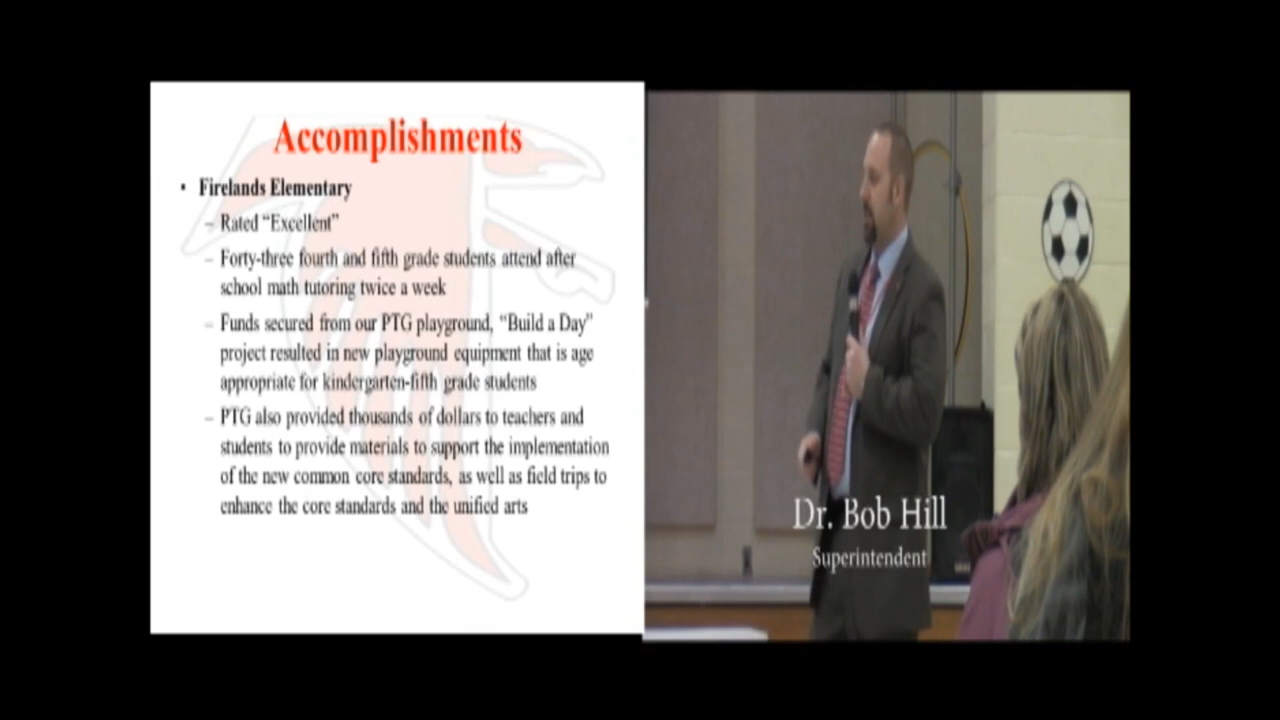 Accomplishments
• Firelands Elementary
– Rated “Excellent”
– Forty-three fourth and fifth grade students attend after
school math tutoring twice a week
– Funds secured from our PTG playground, “Build a Day”
project resulted in new playground equipment that is age
appropriate for kindergarten-fifth grade students
– PTG also provided thousands of dollars to teachers and
students to provide materials to support the implementation
of the new common core standards, as well as field trips to
enhance the core standards and the unified arts
Dr. Bob Hill
Superintendent